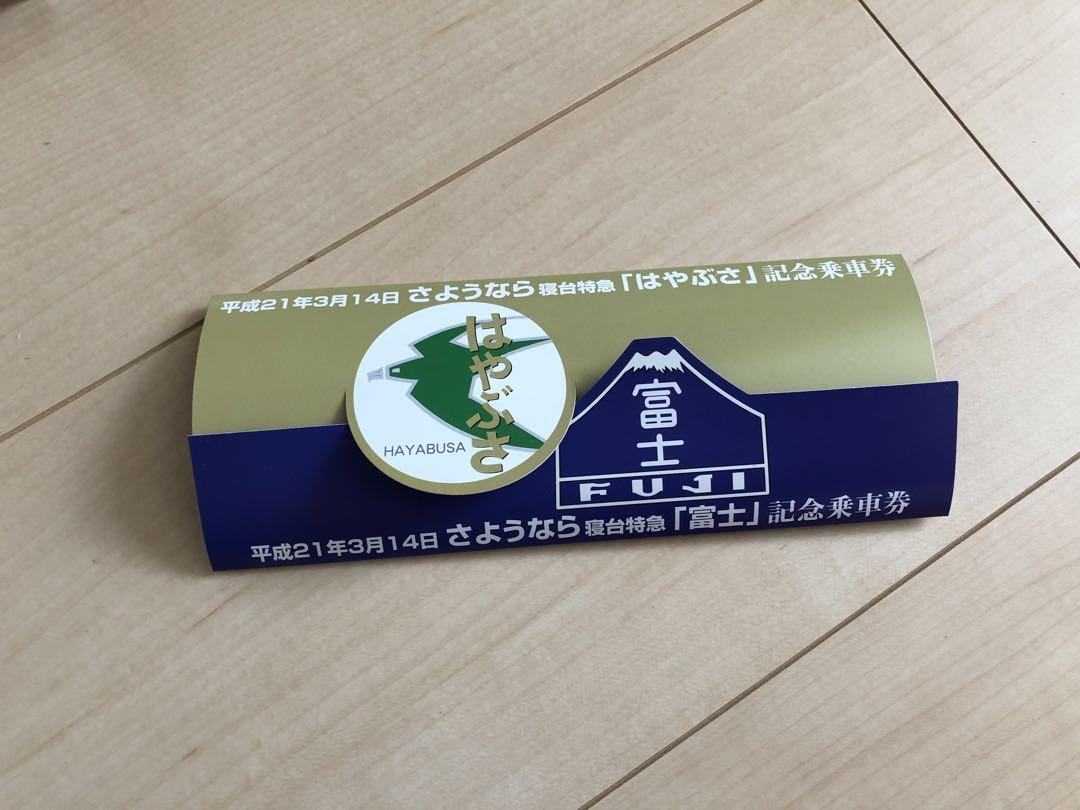 平成21年3月14日 さようなら 寝台特急「はやぶさ」記念乗車券
はやぶさ
HAYABUSA
富士
FUJI
平成21年3月14日 さようなら 寝台特急「富士」記念乗車券